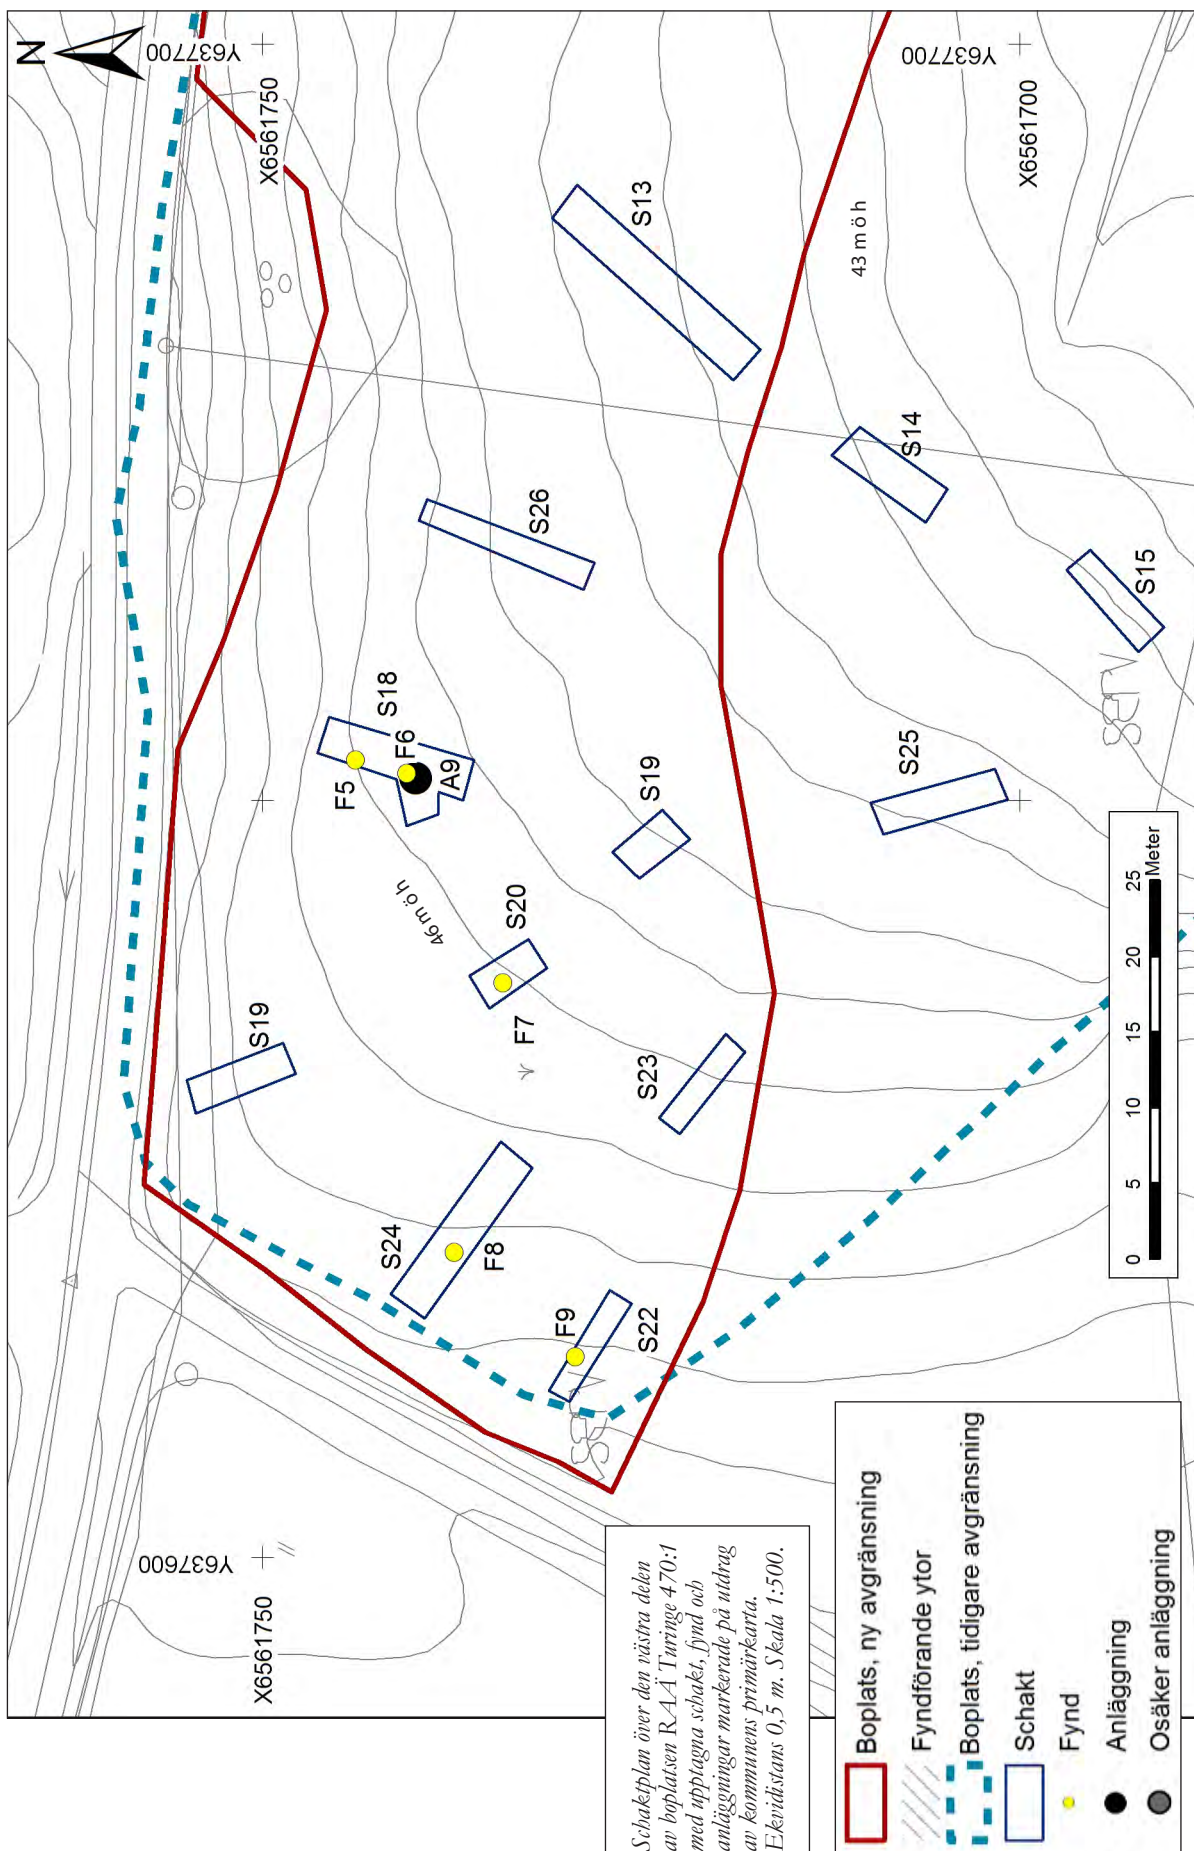 N
Y637700
X6561750
Y637700
X6561700
S13
43 m ö h
S14
S15
S26
S18
F5
F6
A9
S19
S25
46 m ö h
S20
F7
S19
S23
S24
F8
F9
S22
Y637600
X6561750
0 5 10 15 20 25
Meter
Schaktplan över den västra delen
av boplatsen RAÄ Turinge 470:1
med upptagna schakt, fynd och
anläggningar markerade på utdrag
av kommunens primärkarta.
Ekvidistans 0,5 m. Skala 1:500.
Boplats, ny avgränsning
Fyndförande ytor
Boplats, tidigare avgränsning
Schakt
Fynd
Anläggning
Osäker anläggning